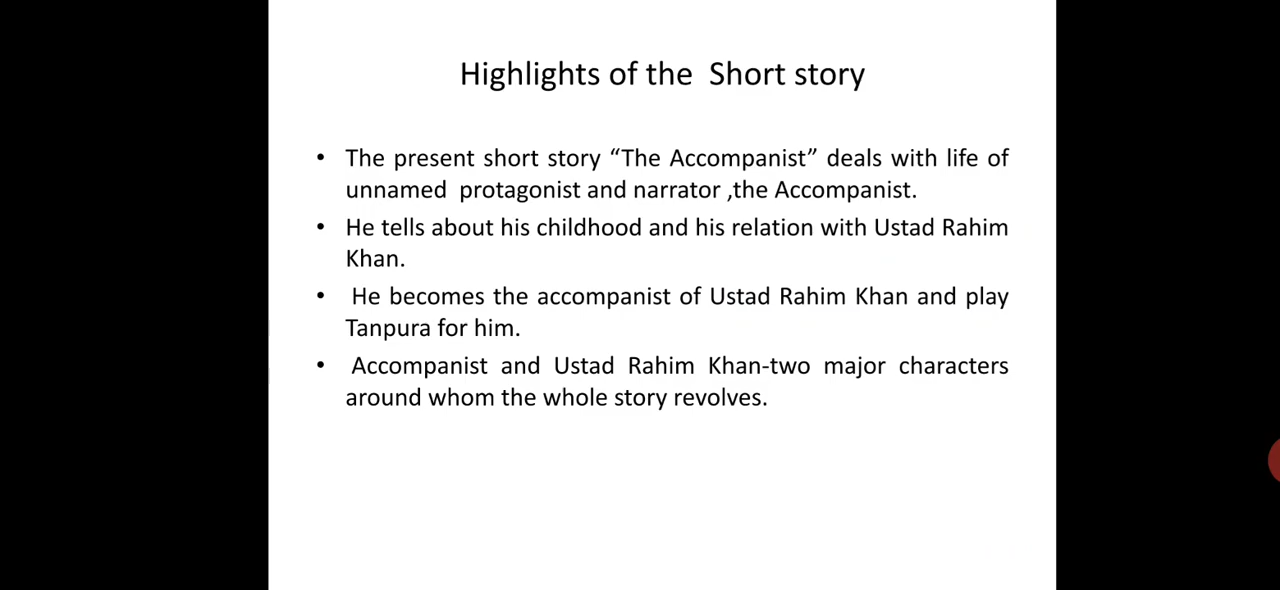 Highlights of the Short story
• The present short story “The Accompanist” deals with life of
unnamed protagonist and narrator ,the Accompanist.
• He tells about his childhood and his relation with Ustad Rahim
Khan.
• He becomes the accompanist of Ustad Rahim Khan and play
Tanpura for him.
• Accompanist and Ustad Rahim Khan-two major characters
around whom the whole story revolves.